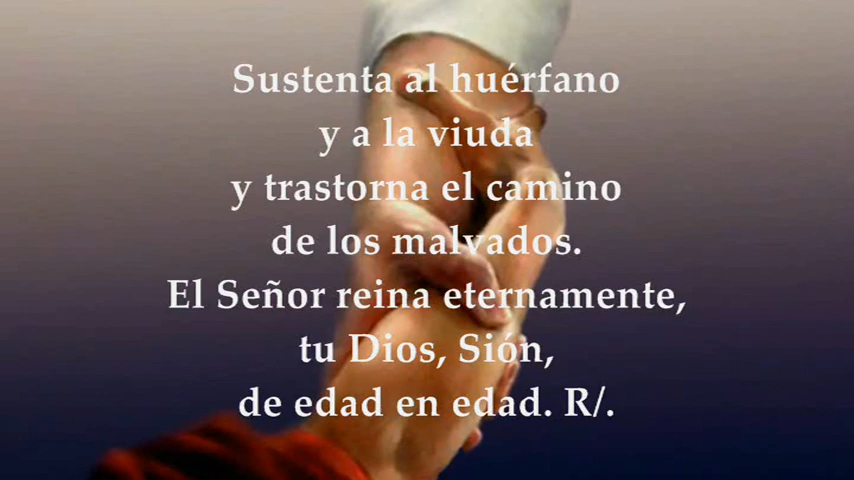 Sustenta al huérfano
y a la viuda
y trastorna el camino
de los malvados.
El Señor reina eternamente,
tu Dios, Sión,
de edad en edad. R/.